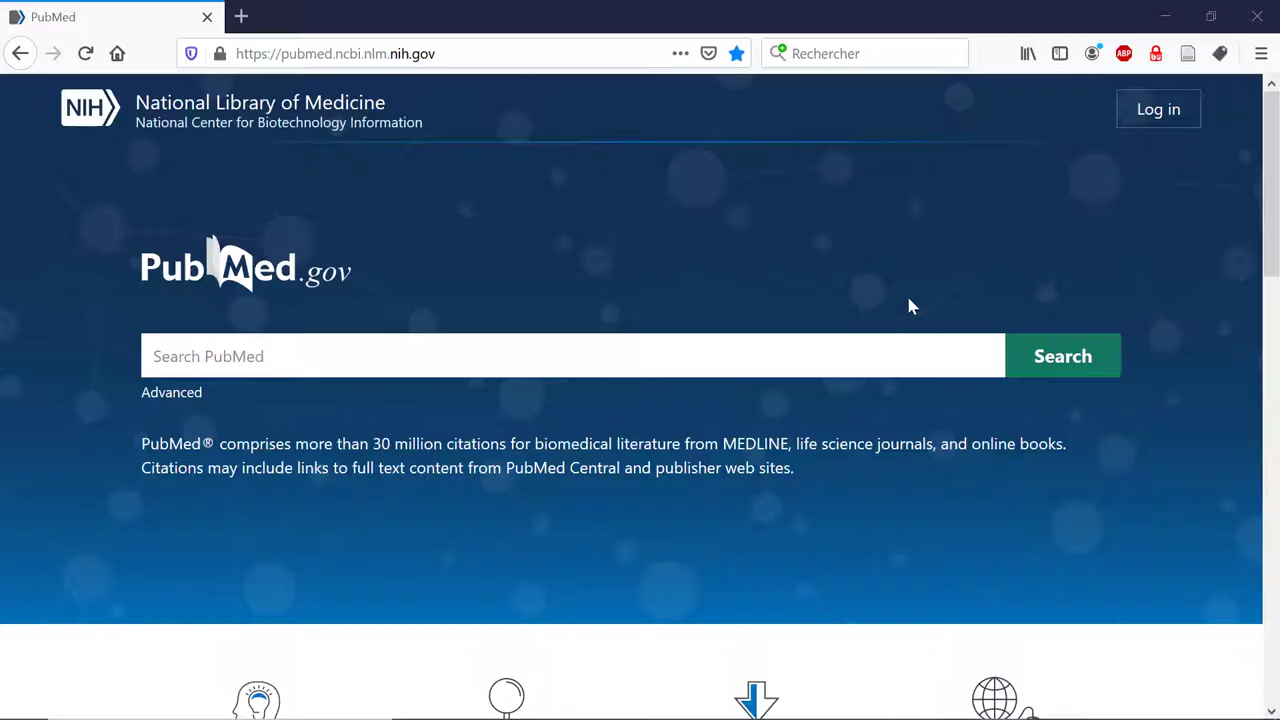 PubMed
https://pubmed.ncbi.nlm.nih.gov
Rechercher
ABP
NIH
National Library of Medicine
National Center for Biotechnology Information
Log in
PubMed.gov
Search PubMed
Search
Advanced
PubMed® comprises more than 30 million citations for biomedical literature from MEDLINE, life science journals, and online books.
Citations may include links to full text content from PubMed Central and publisher web sites.